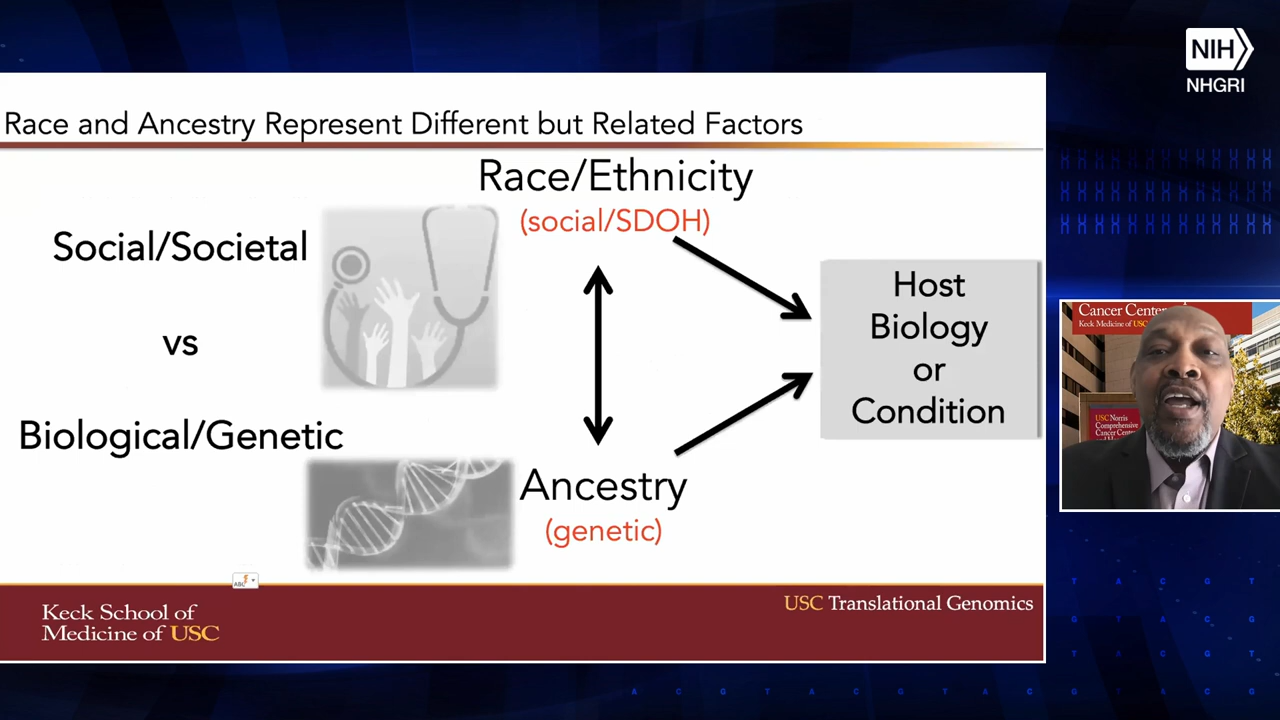 NIH
NHGRI
Race and Ancestry Represent Different but Related Factors
Race/Ethnicity
(social/SDOH)
Social/Societal
vs
Biological/Genetic
Host
Biology
or
Condition
Ancestry
(genetic)
ABC
Keck School of
Medicine of USC
USC Translational Genomics
Cancer Center
Keck Medicine of USC
USC Norris
Comprehensive
Cancer Center
A C G T A C G T A C G T
T A C G T